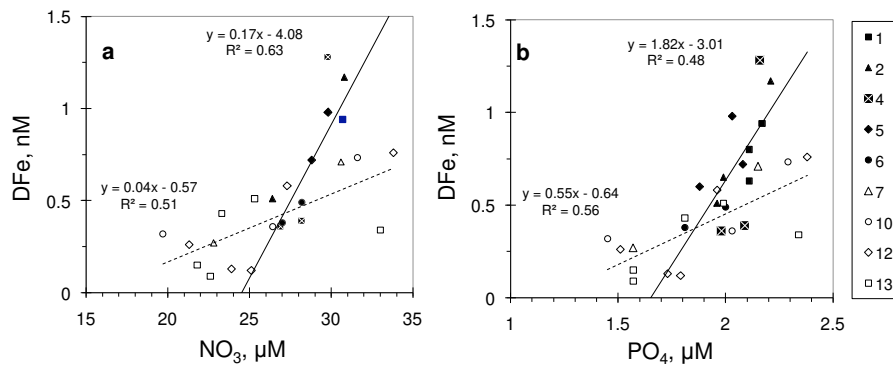 a
y = 0.17x - 4.08
R² = 0.63
y = 0.04x - 0.57
R² = 0.51
DFe, nM
1.5
1
0.5
0
15 20 25 30 35
NO3, µM
b
y = 1.82x - 3.01
R² = 0.48
y = 0.55x - 0.64
R² = 0.56
DFe, nM
1.5
1
0.5
0
1 1.5 2 2.5
PO4, µM
1
2
4
5
6
7
10
12
13